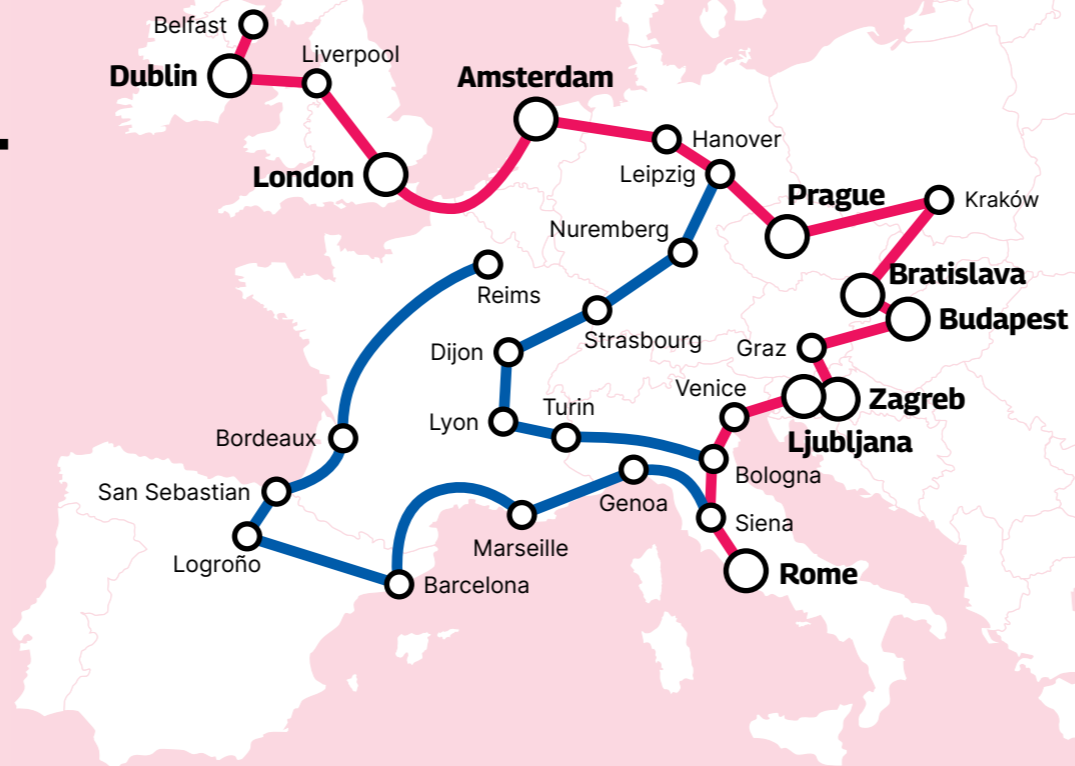 Belfast
Liverpool
Dublin
Amsterdam
Hanover
London
Leipzig
Prague
Kraków
Nuremberg
Bratislava
Reims
Budapest
Strasbourg
Dijon
Graz
Venice
Zagreb
Turin
Lyon
Bordeaux
Ljubljana
Bologna
San Sebastian
Genoa
Siena
Marseille
Logroño
Rome
Barcelona